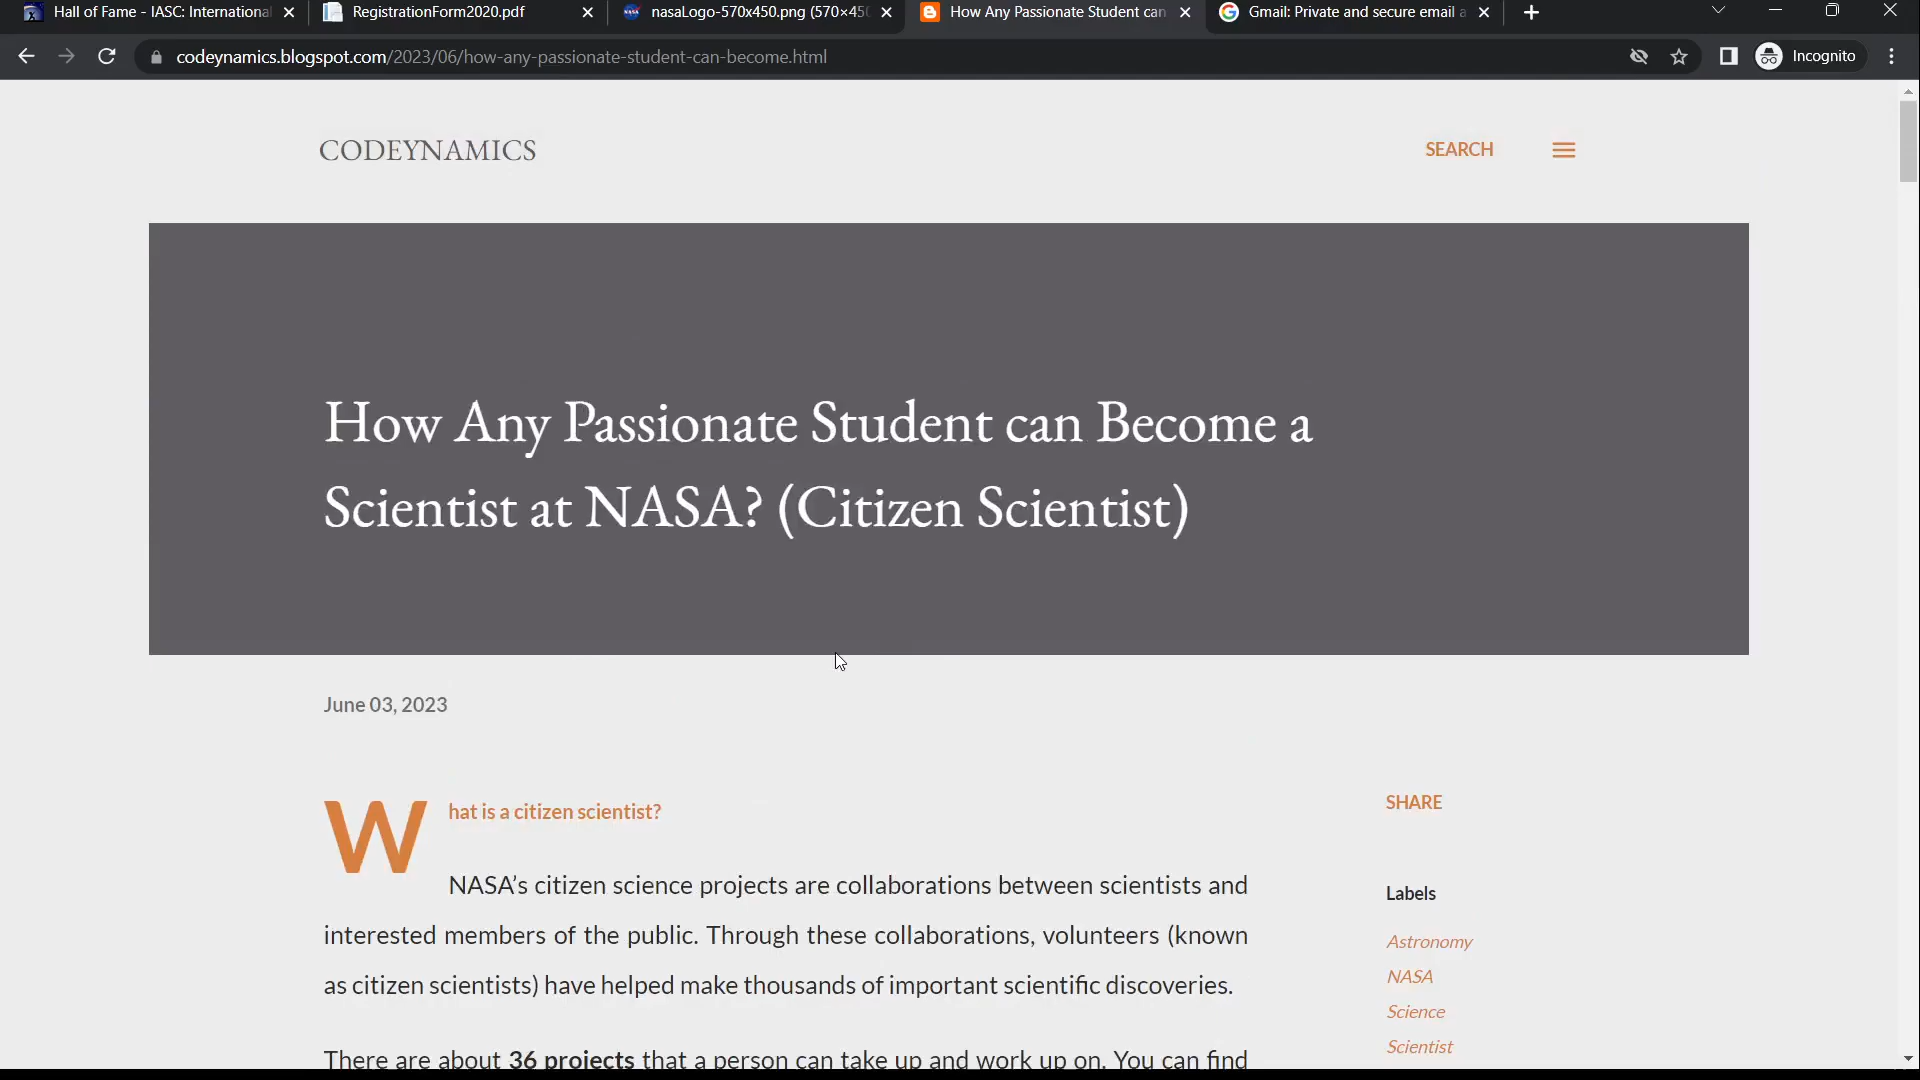 Hall of Fame - IASC: International
RegistrationForm2020.pdf
nasaLogo-570x450.png (570×45
How Any Passionate Student can
Gmail: Private and secure email a
codeynamics.blogspot.com/2023/06/how-any-passionate-student-can-become.html
Incognito
CODEYNAMICS
SEARCH
How Any Passionate Student can Become a
Scientist at NASA? (Citizen Scientist)
June 03, 2023
What is a citizen scientist?
NASA’s citizen science projects are collaborations between scientists and
interested members of the public. Through these collaborations, volunteers (known
as citizen scientists) have helped make thousands of important scientific discoveries.
There are about 36 projects that a person can take up and work up on. You can find
SHARE
Labels
Astronomy
NASA
Science
Scientist